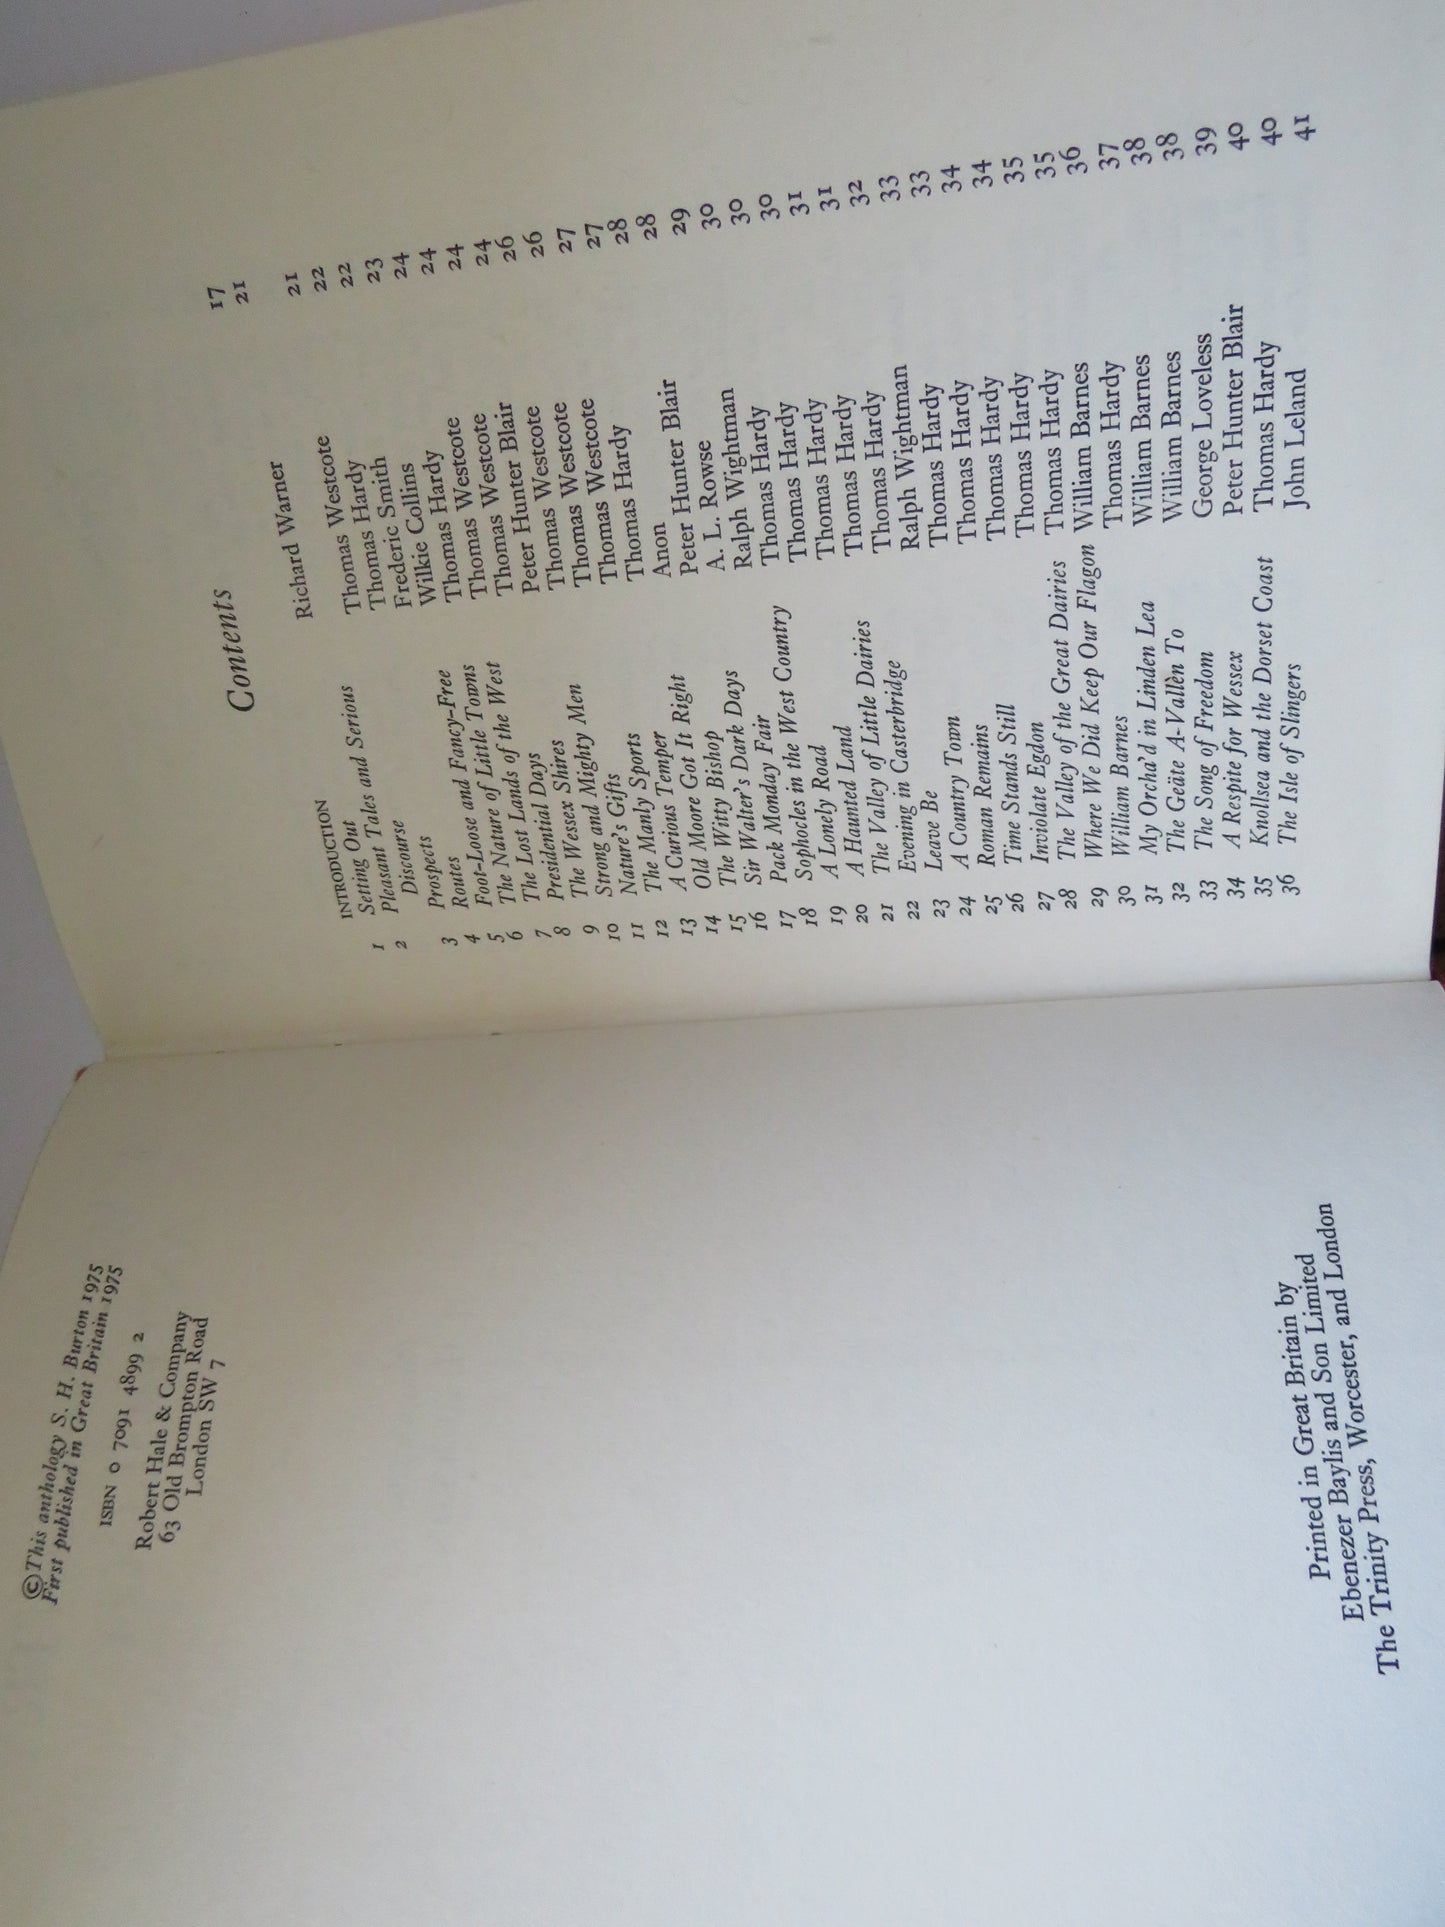 ©This anthology S. H. Burton 1975
First published in Great Britain 1975
ISBN 0 7091 4899 2
Robert Hale & Company
63 Old Brompton Road
London SW 7
Printed in Great Britain by
Ebenezer Baylis and Son Limited
The Trinity Press, Worcester, and London
Contents
INTRODUCTION 17
1 Setting Out Richard Warner 21
2 Pleasant Tales and Serious
Discourse Thomas Westcote 21
3 Prospects Thomas Hardy 22
4 Routes Frederic Smith 22
5 Foot-Loose and Fancy-Free Wilkie Collins 23
6 The Nature of Little Towns Thomas Hardy 24
7 The Lost Lands of the West Thomas Westcote 24
8 Presidential Days Thomas Westcote 24
9 The Wessex Shires Peter Hunter Blair 24
10 Strong and Mighty Men Thomas Westcote 26
11 Nature's Gifts Thomas Westcote 26
12 The Manly Sports Thomas Westcote 27
13 A Curious Temper Thomas Hardy 27
14 Old Moore Got It Right Anon 28
15 The Witty Bishop Peter Hunter Blair 28
16 Sir Walter's Dark Days A. L. Rowse 29
17 Pack Monday Fair Ralph Wightman 30
18 Sophocles in the West Country Thomas Hardy 30
19 A Lonely Road Thomas Hardy 30
20 A Haunted Land Thomas Hardy 31
21 The Valley of Little Dairies Thomas Hardy 31
22 Evening in Casterbridge Thomas Hardy 32
23 Leave Be Ralph Wightman 33
24 A Country Town Thomas Hardy 33
25 Roman Remains Thomas Hardy 34
26 Time Stands Still Thomas Hardy 34
27 Inviolate Egdon Thomas Hardy 35
28 The Valley of the Great Dairies Thomas Hardy 35
29 Where We Did Keep Our Flagon William Barnes 36
30 William Barnes Thomas Hardy 37
31 My Orcha'd in Linden Lea William Barnes 38
32 The Geäte A-Vallèn To William Barnes 38
33 The Song of Freedom George Loveless 39
34 A Respite for Wessex Peter Hunter Blair 40
35 Knollsea and the Dorset Coast Thomas Hardy 40
36 The Isle of Slingers John Leland 41